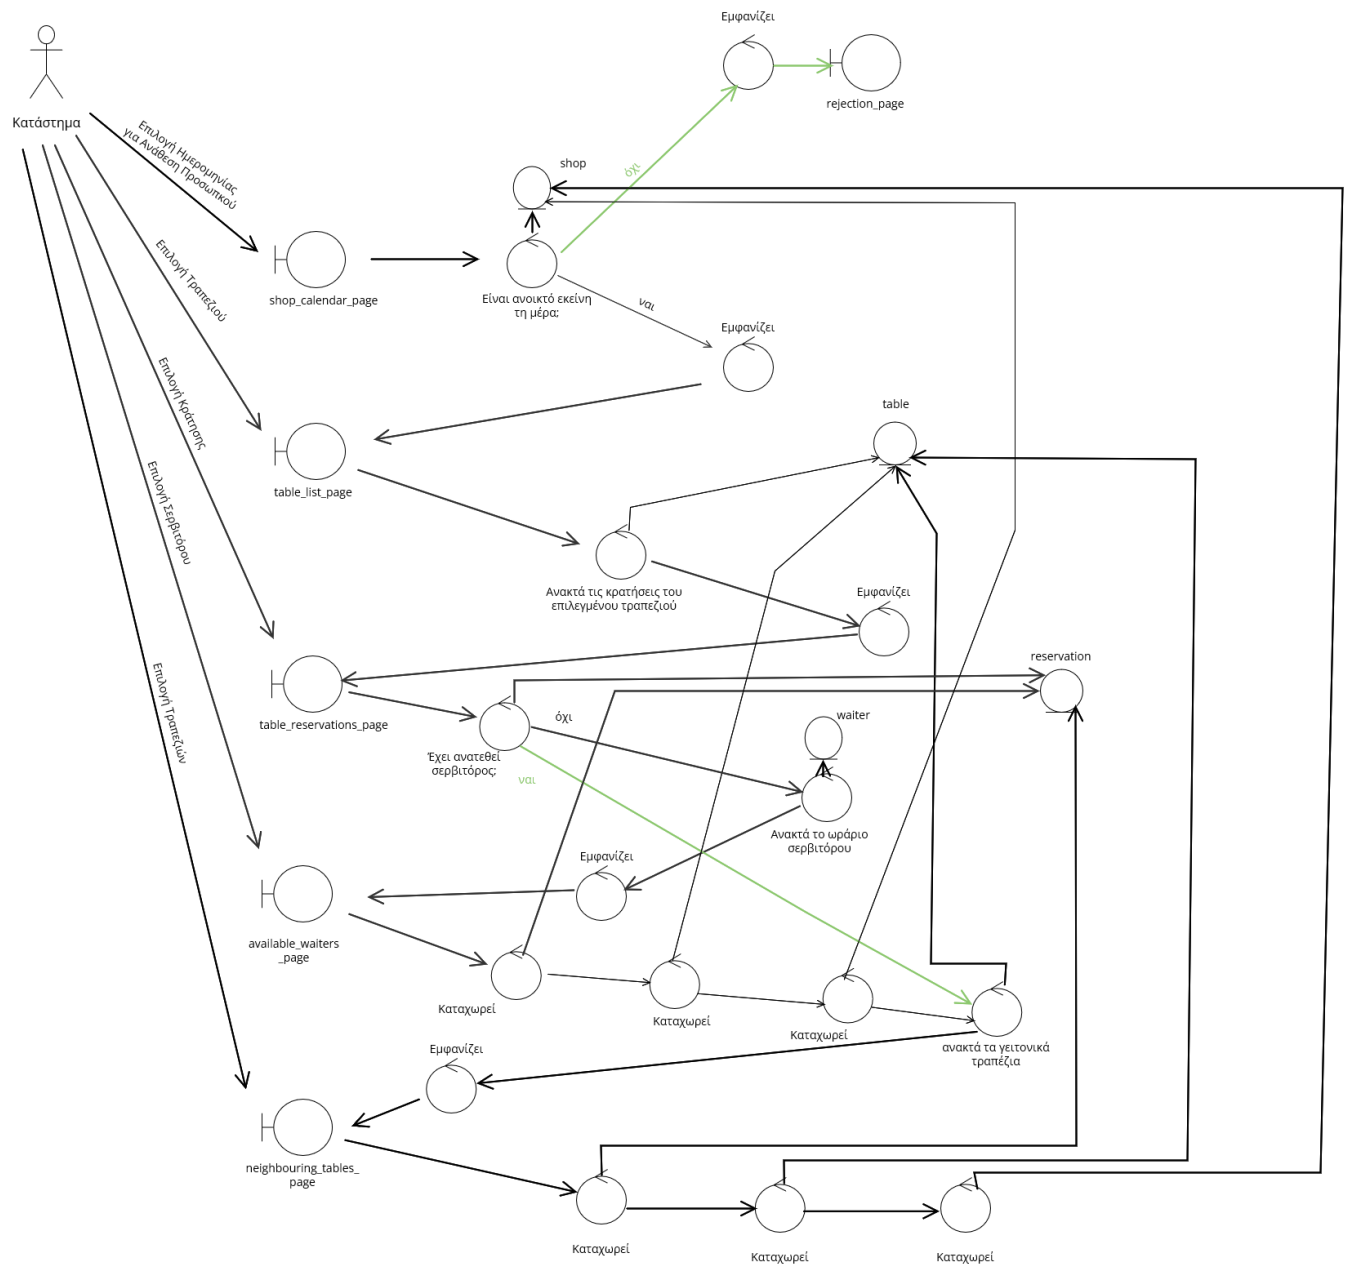 Εμφανίζει
rejection_page
Κατάστημα
Επιλογή Ημερομηνίας
για Ανάθεση Προσωπικού
shop
όχι
shop_calendar_page
Είναι ανοικτό εκείνη
τη μέρα;
ναι
Επιλογή Τραπεζιού
Εμφανίζει
table
Επιλογή Κράτησης
table_list_page
Επιλογή Σερβιτόρου
Ανακτά τις κρατήσεις του
επιλεγμένου τραπεζιού
Εμφανίζει
reservation
Επιλογή Τραπεζιών
table_reservations_page
όχι
waiter
Έχει ανατεθεί
σερβιτόρος;
ναι
Ανακτά το ωράριο
σερβιτόρου
Εμφανίζει
available_waiters
_page
Καταχωρεί
Καταχωρεί
Καταχωρεί
ανακτά τα γειτονικά
τραπέζια
Εμφανίζει
neighbouring_tables_
page
Καταχωρεί
Καταχωρεί
Καταχωρεί